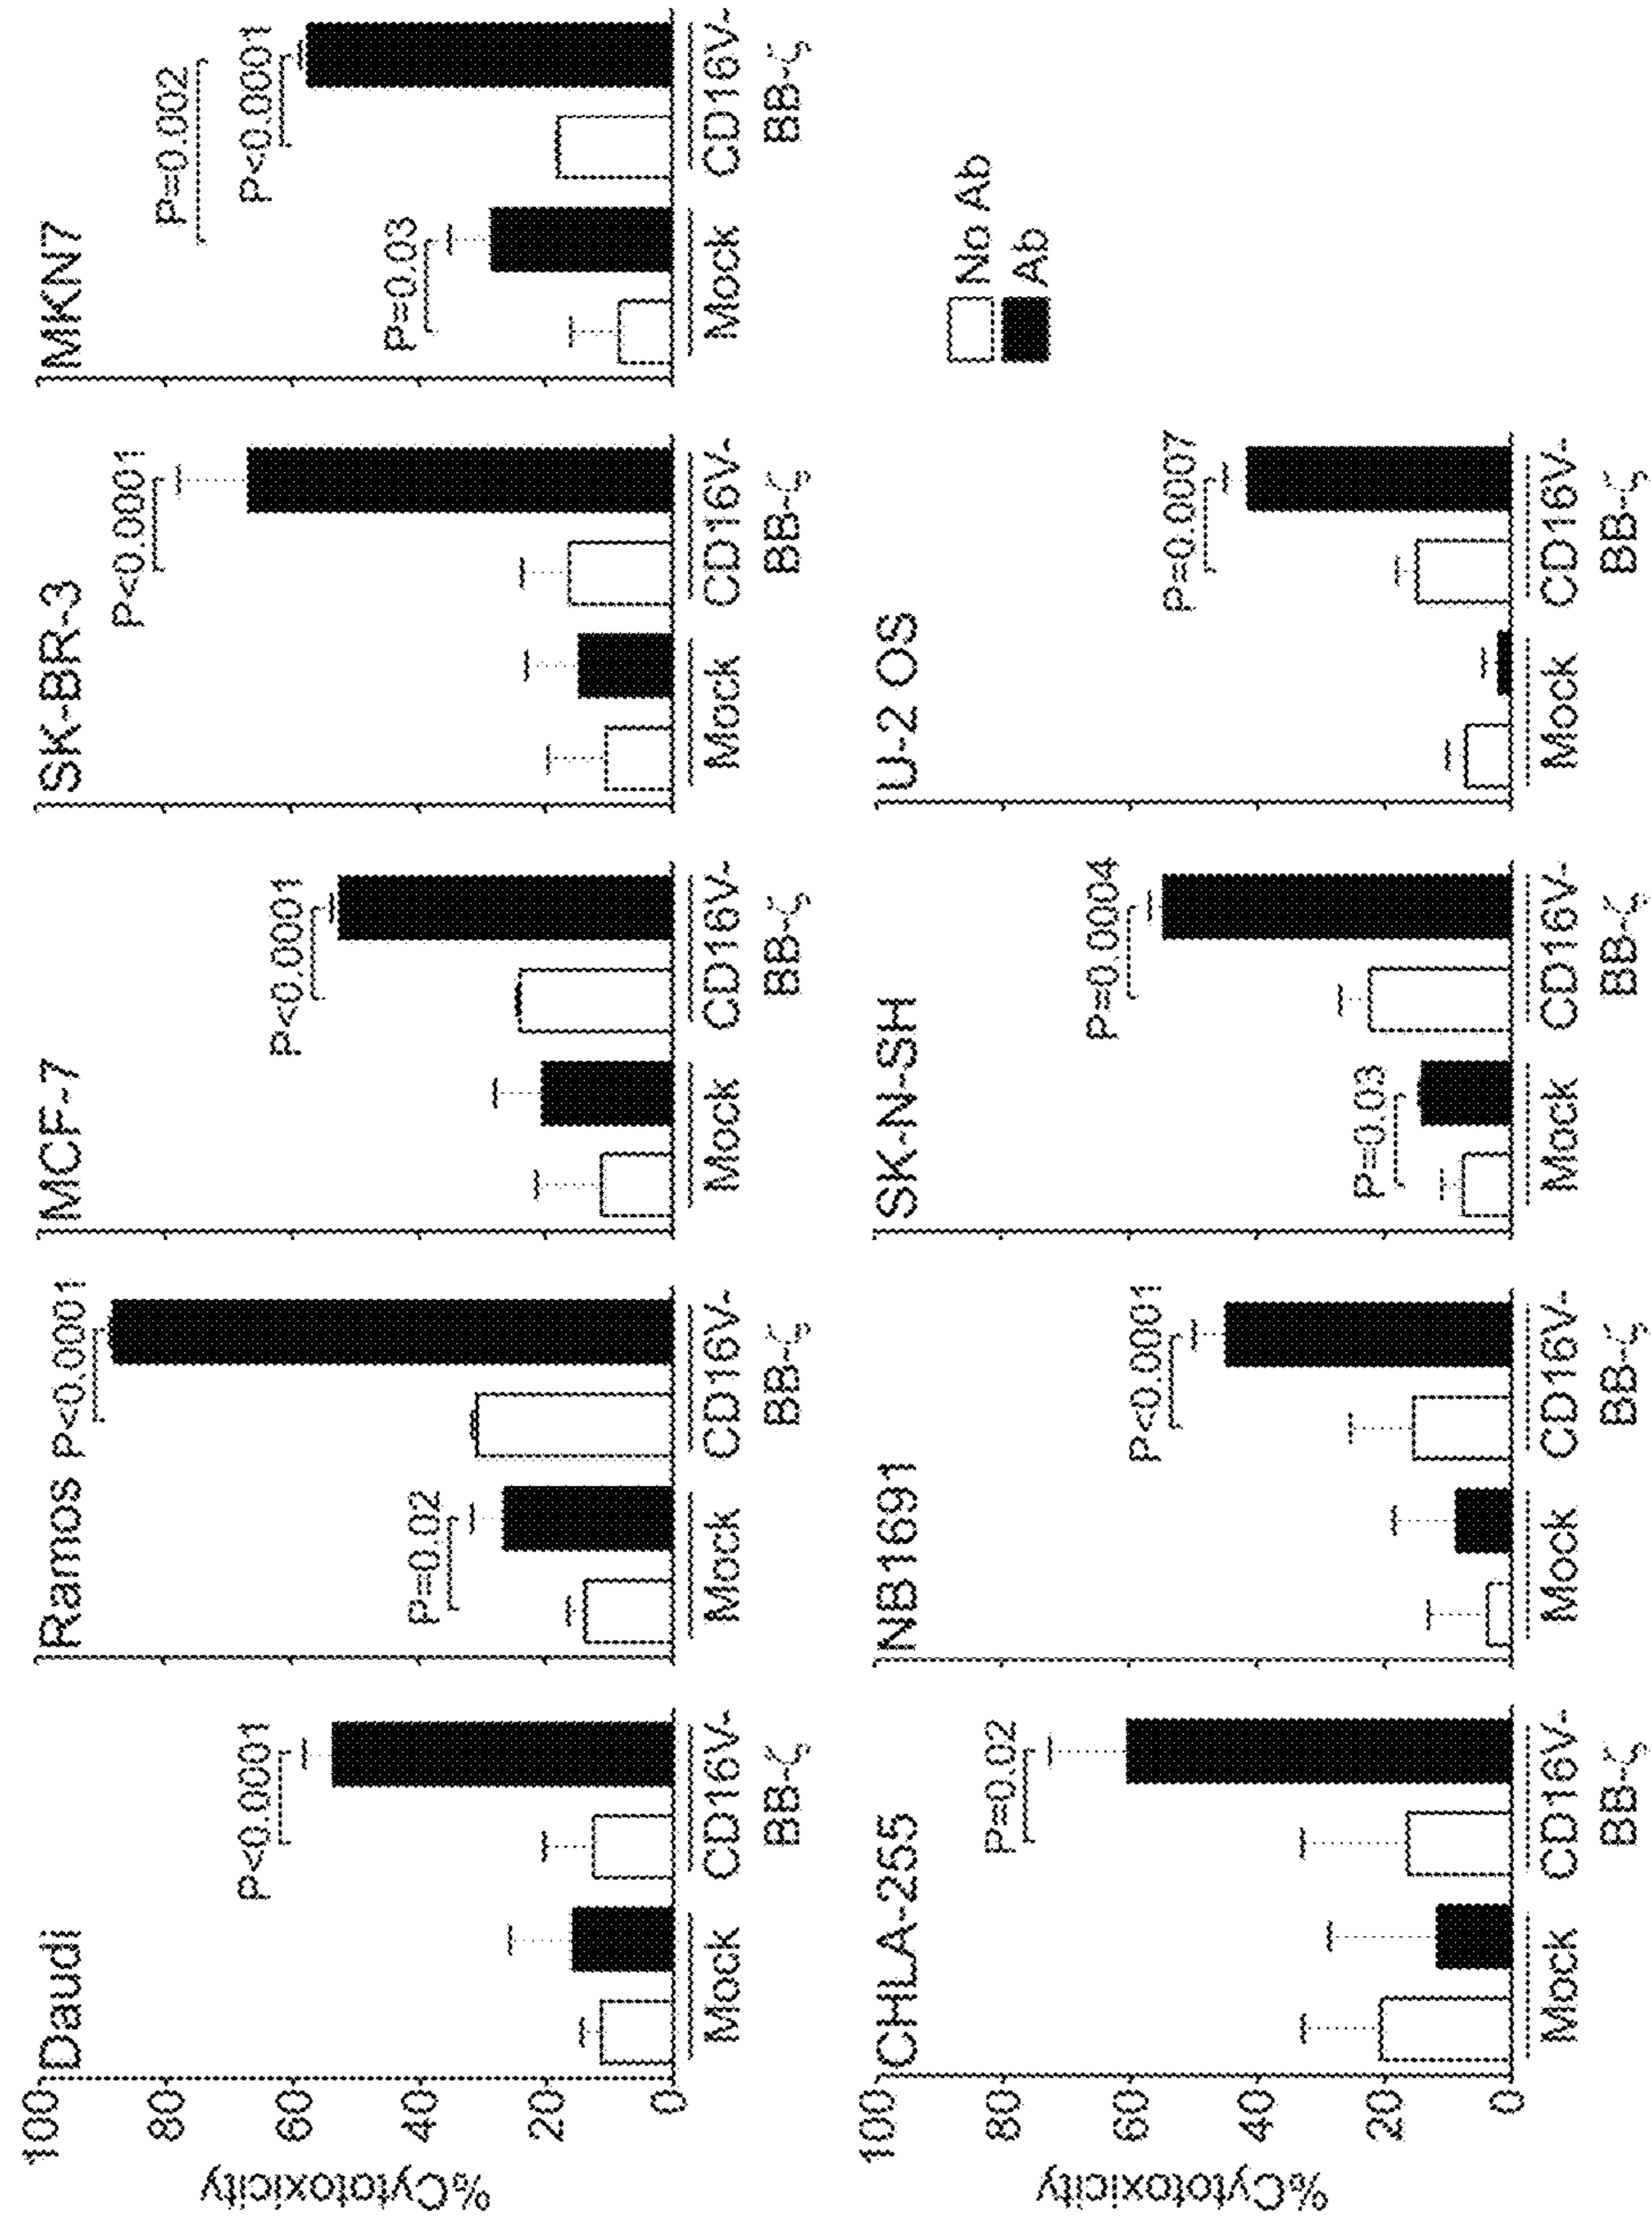 Daudi
%Cytotoxicity
100
80
60
40
20
0
P<0.0001
Mock
CD16V-
BB-ζ
Ramos
P=0.02
P<0.0001
Mock
CD16V-
BB-ζ
MCF-7
P<0.0001
Mock
CD16V-
BB-ζ
SK-BR-3
P<0.0001
Mock
CD16V-
BB-ζ
MKN7
P=0.002
P<0.0001
P=0.03
Mock
CD16V-
BB-ζ
CHLA-255
%Cytotoxicity
100
80
60
40
20
0
P=0.02
Mock
CD16V-
BB-ζ
NB1691
P<0.0001
Mock
CD16V-
BB-ζ
SK-N-SH
P=0.0004
P=0.03
Mock
CD16V-
BB-ζ
U-2 OS
P=0.0007
Mock
CD16V-
BB-ζ
No Ab
Ab